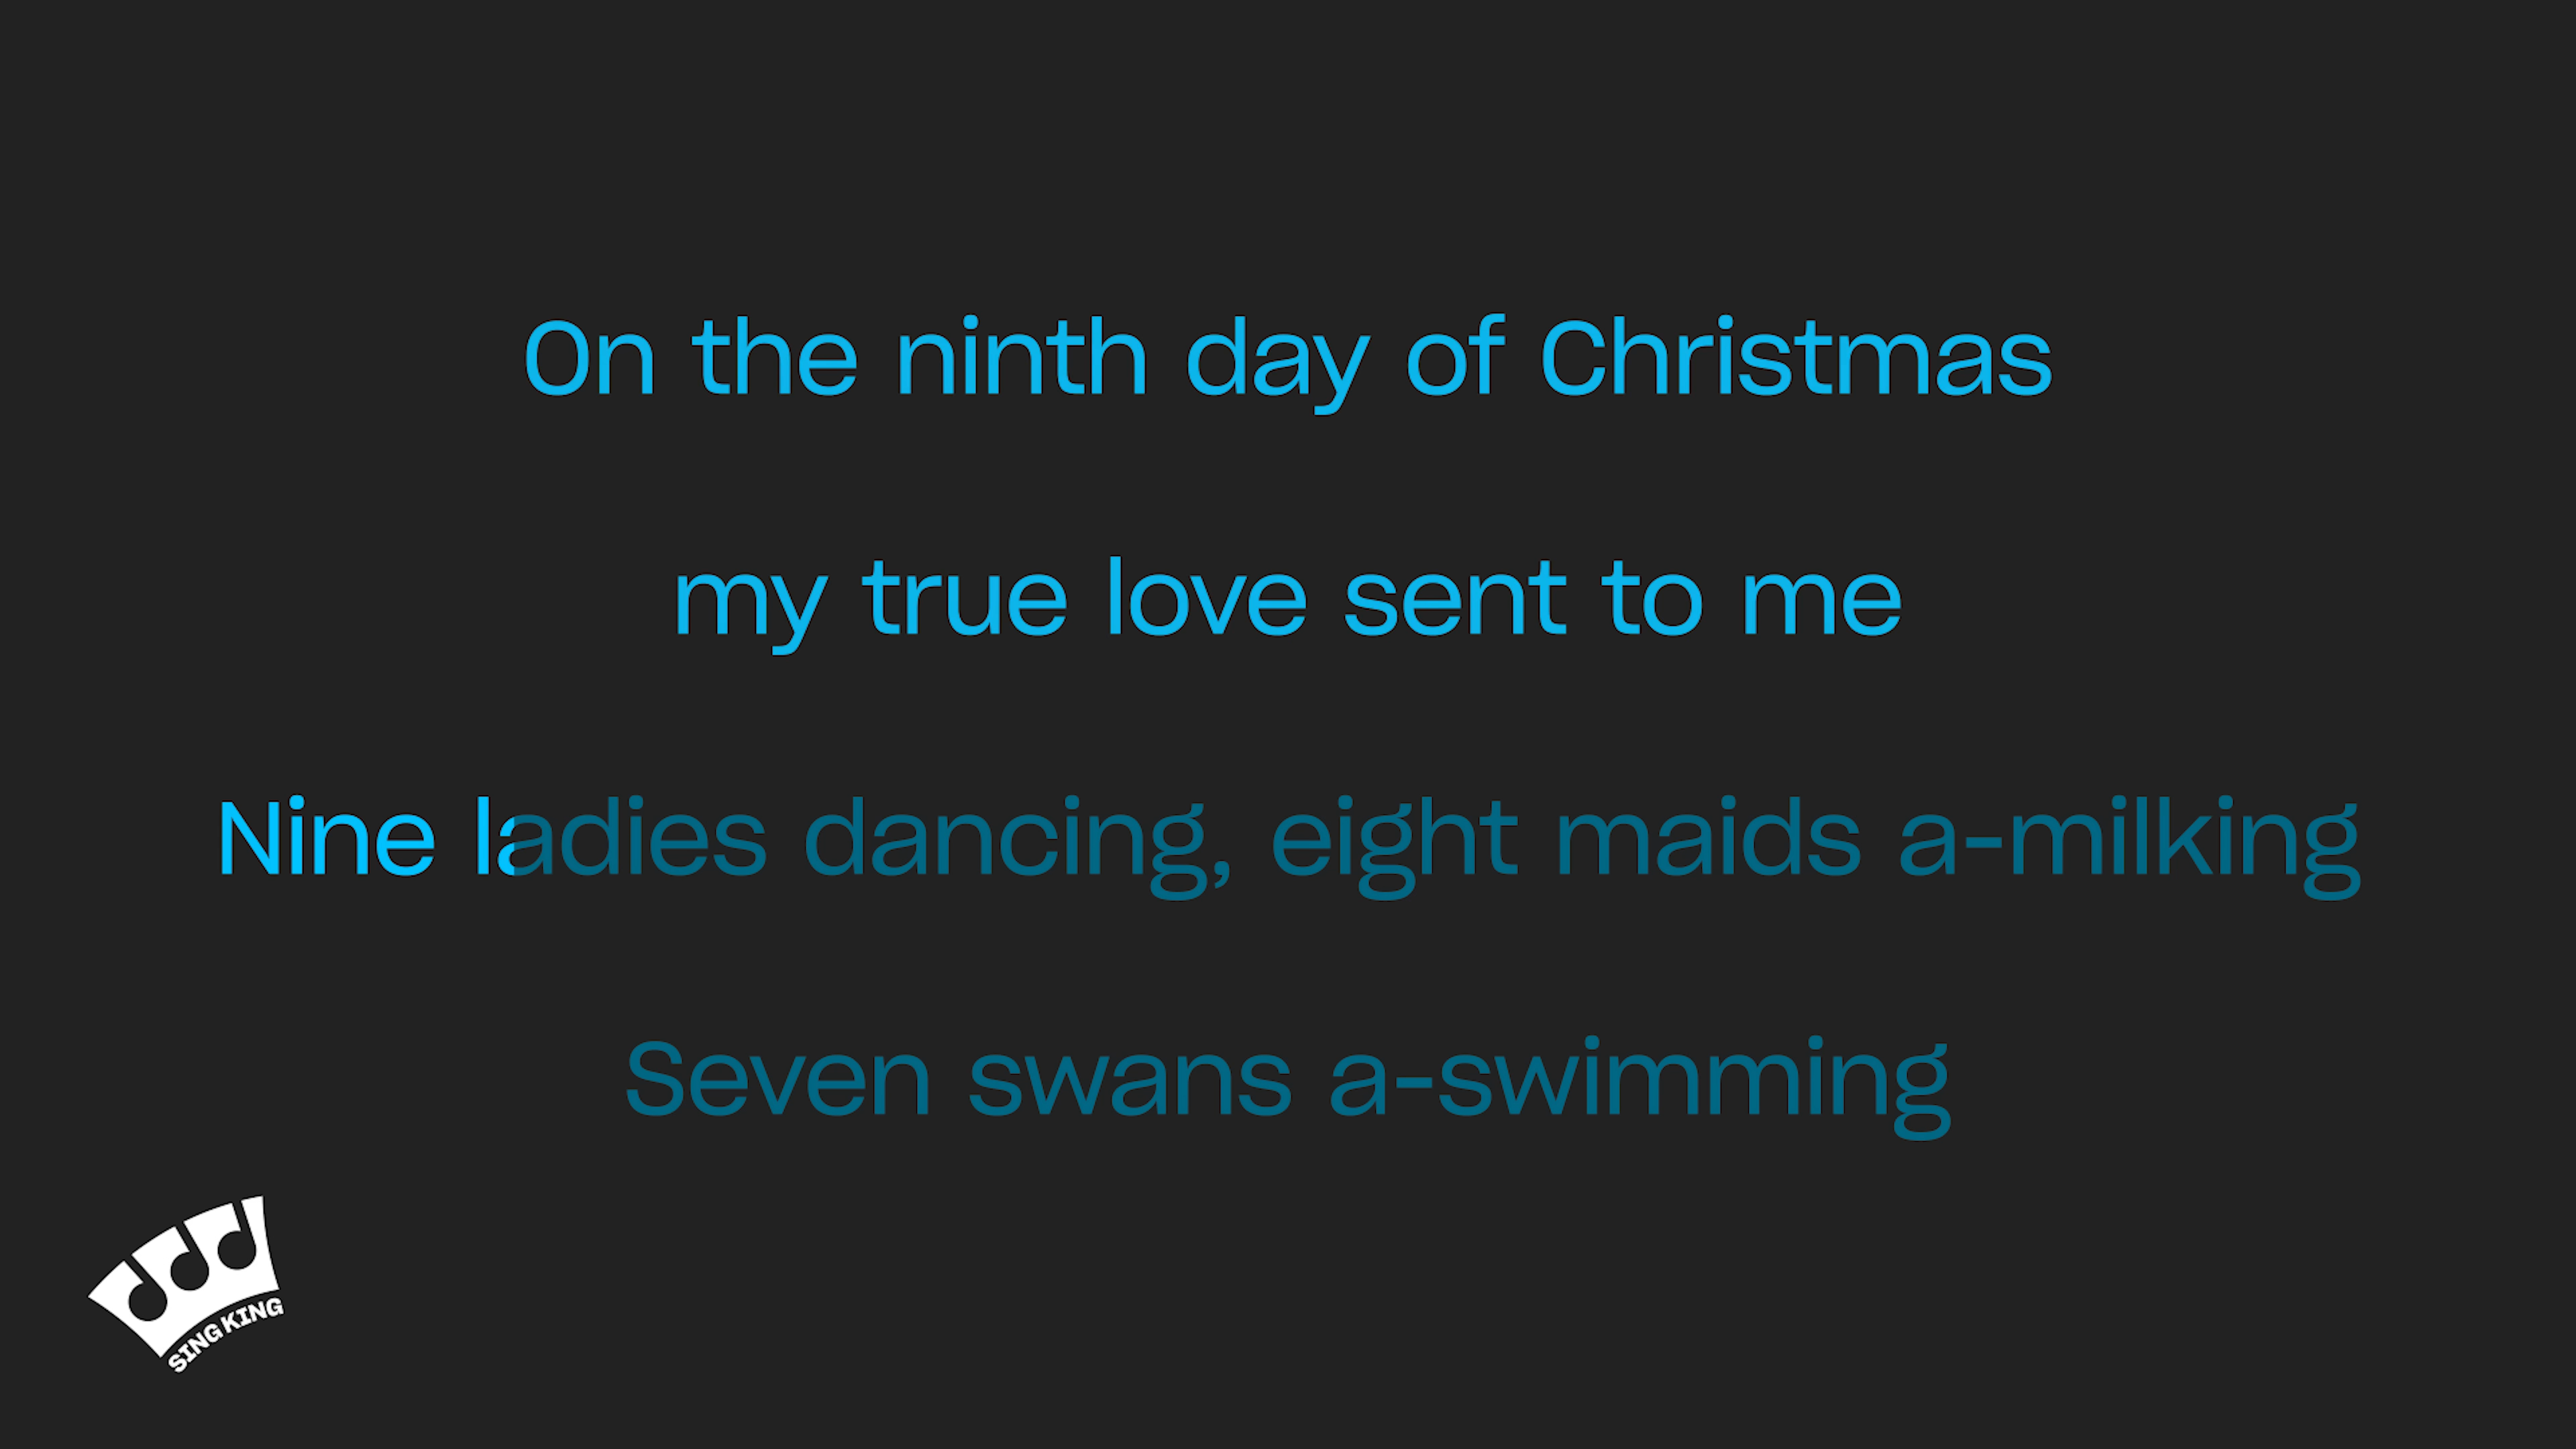 On the ninth day of Christmas
my true love sent to me
Nine ladies dancing, eight maids a-milking
Seven swans a-swimming
SING KING